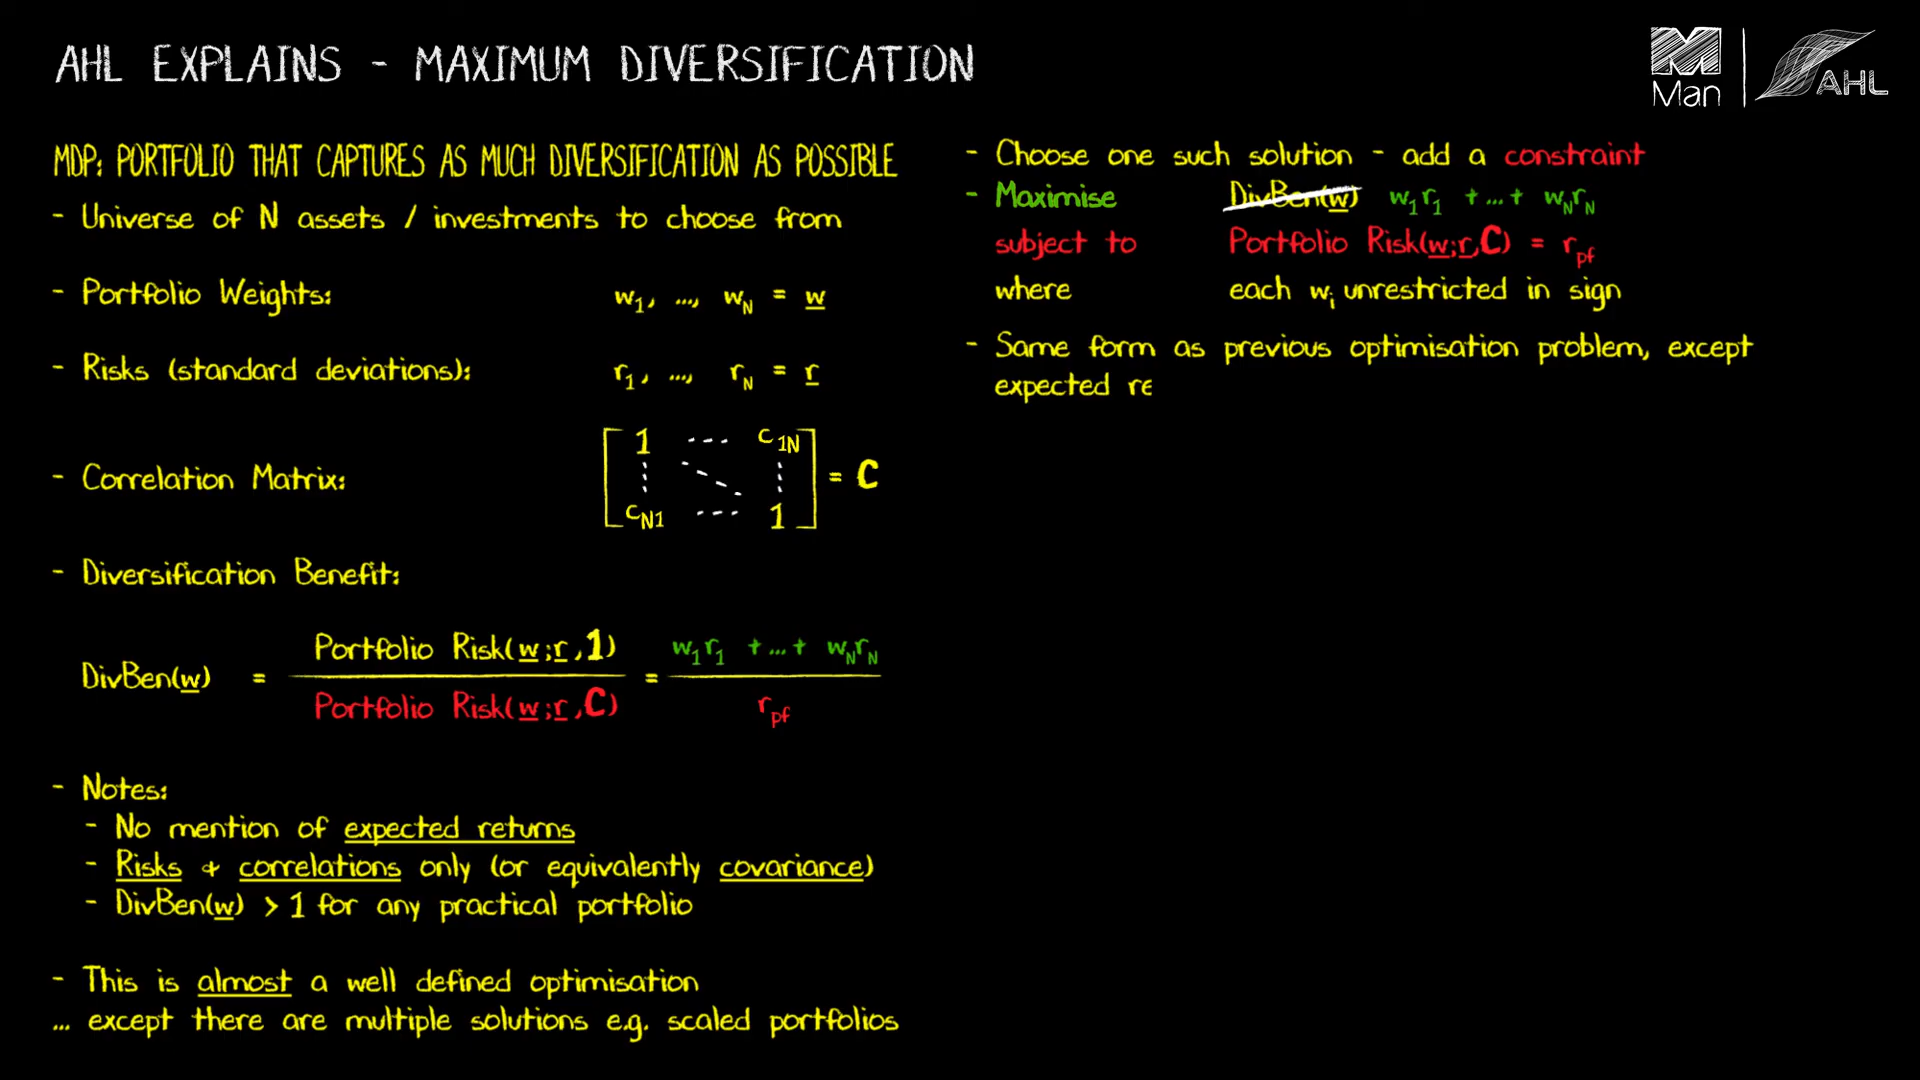 AHL EXPLAINS - MAXIMUM DIVERSIFICATION
M
Man
AHL
MDP: PORTFOLIO THAT CAPTURES AS MUCH DIVERSIFICATION AS POSSIBLE
- Universe of N assets / investments to choose from
- Portfolio Weights: w1, ..., wN = w
- Risks (standard deviations): r1, ..., rN = r
- Correlation Matrix: [ 1 --- c1N
cN1 --- 1 ] = C
- Diversification Benefit:
DivBen(w) = Portfolio Risk(w;r,1) / Portfolio Risk(w;r,C) = w1r1 + ... + wNrN / rpf
- Notes:
- No mention of expected returns
- Risks & correlations only (or equivalently covariance)
- DivBen(w) > 1 for any practical portfolio
- This is almost a well defined optimisation
... except there are multiple solutions e.g. scaled portfolios
- Choose one such solution - add a constraint
- Maximise DivBen(w) w1r1 + ... + wNrN
subject to Portfolio Risk(w;r,C) = rpf
where each wi unrestricted in sign
- Same form as previous optimisation problem, except
expected re